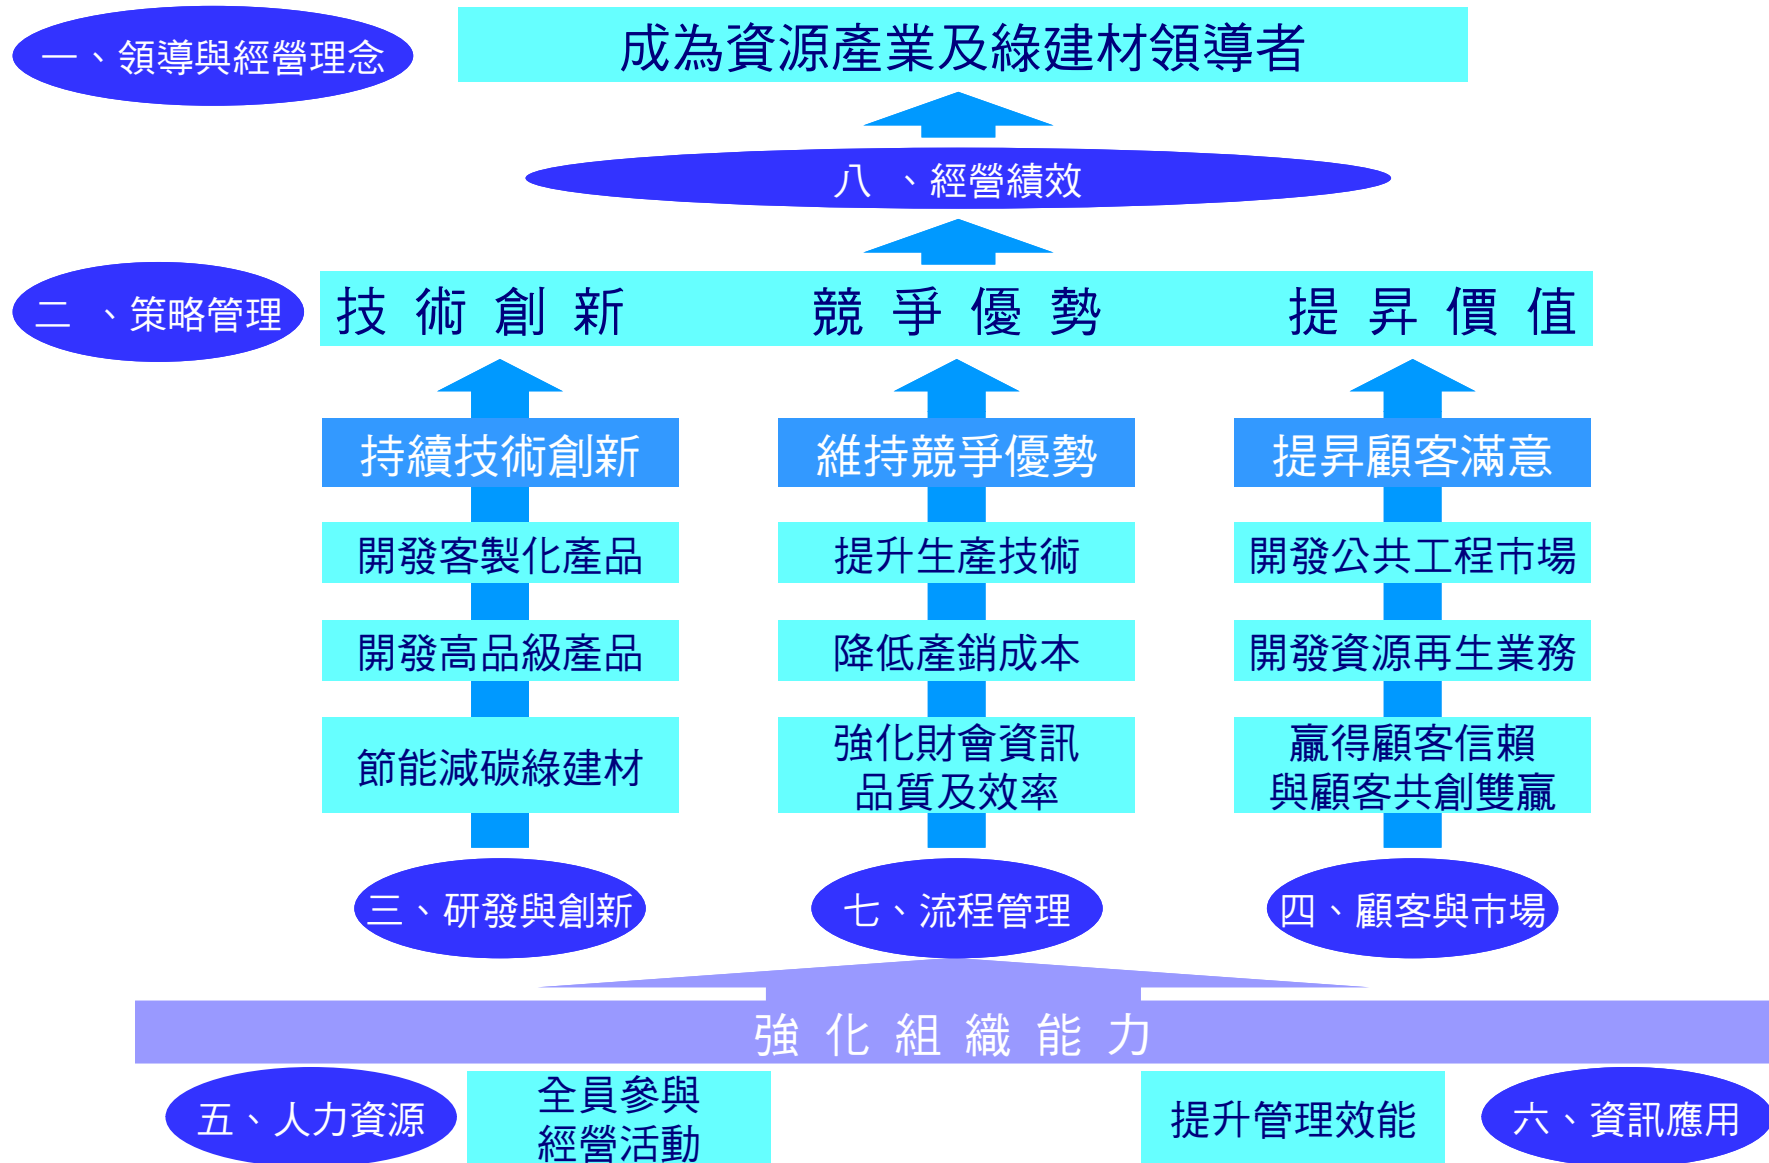 一、領導與經營理念
成為資源產業及綠建材領導者
八 、經營績效
二 、策略管理
技術創新 競爭優勢 提昇價值
持續技術創新
維持競爭優勢
提昇顧客滿意
開發客製化產品
提升生產技術
開發公共工程市場
開發高品級產品
降低產銷成本
開發資源再生業務
節能減碳綠建材
強化財會資訊
品質及效率
贏得顧客信賴
與顧客共創雙贏
三、研發與創新
七、流程管理
四、顧客與市場
強化組織能力
五、人力資源
全員參與
經營活動
提升管理效能
六、資訊應用